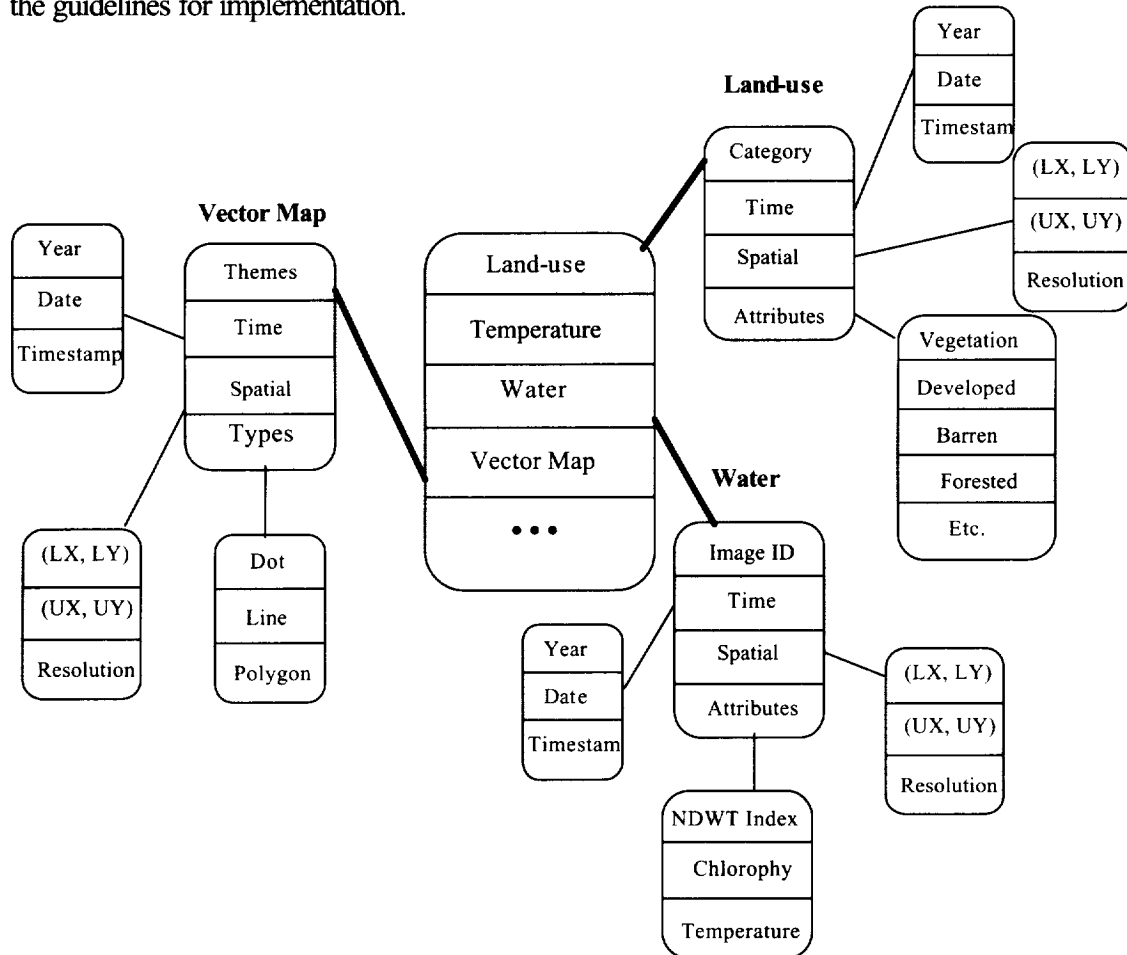 the guidelines for implementation.
Land-use
Year
Date
Timestam
Category
Time
Spatial
Attributes
(LX, LY)
(UX, UY)
Resolution
Vegetation
Developed
Barren
Forested
Etc.
Vector Map
Year
Date
Timestamp
Themes
Time
Spatial
Types
(LX, LY)
(UX, UY)
Resolution
Dot
Line
Polygon
Land-use
Temperature
Water
Vector Map
•••
Water
Image ID
Time
Spatial
Attributes
Year
Date
Timestam
(LX, LY)
(UX, UY)
Resolution
NDWT Index
Chlorophy
Temperature